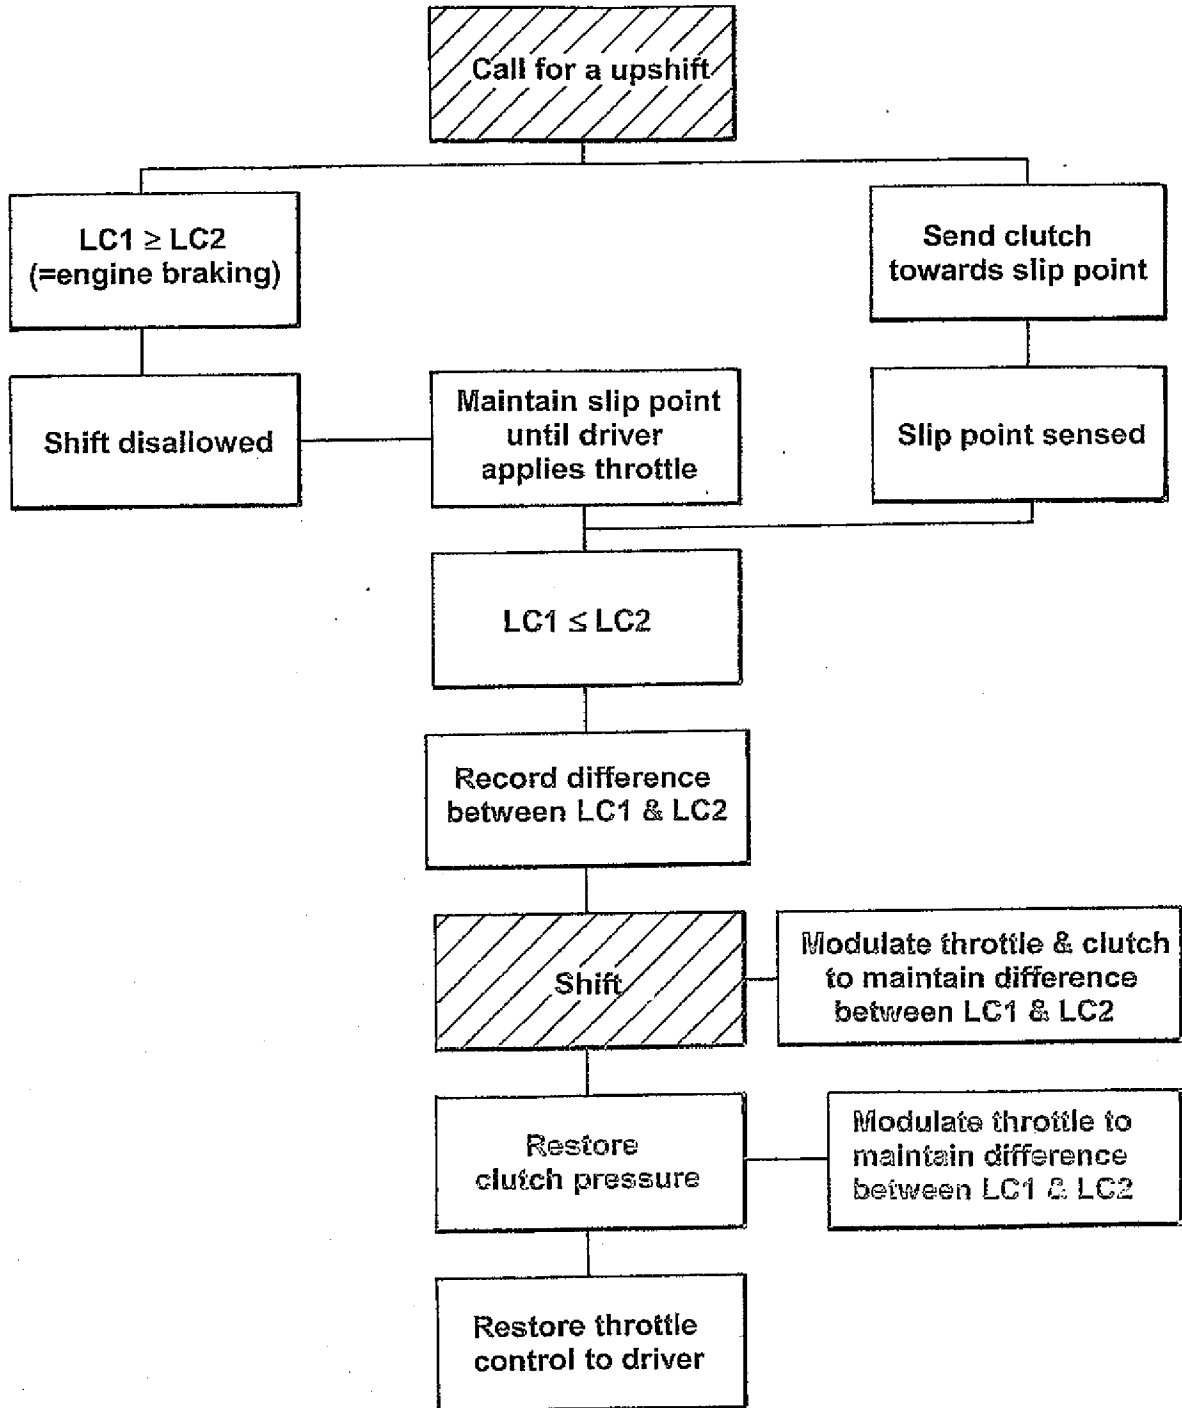 Call for a upshift
LC1 ≥ LC2
(=engine braking)
Send clutch
towards slip point
Shift disallowed
Maintain slip point
until driver
applies throttle
Slip point sensed
LC1 ≤ LC2
Record difference
between LC1 & LC2
Shift
Modulate throttle & clutch
to maintain difference
between LC1 & LC2
Restore
clutch pressure
Modulate throttle to
maintain difference
between LC1 & LC2
Restore throttle
control to driver